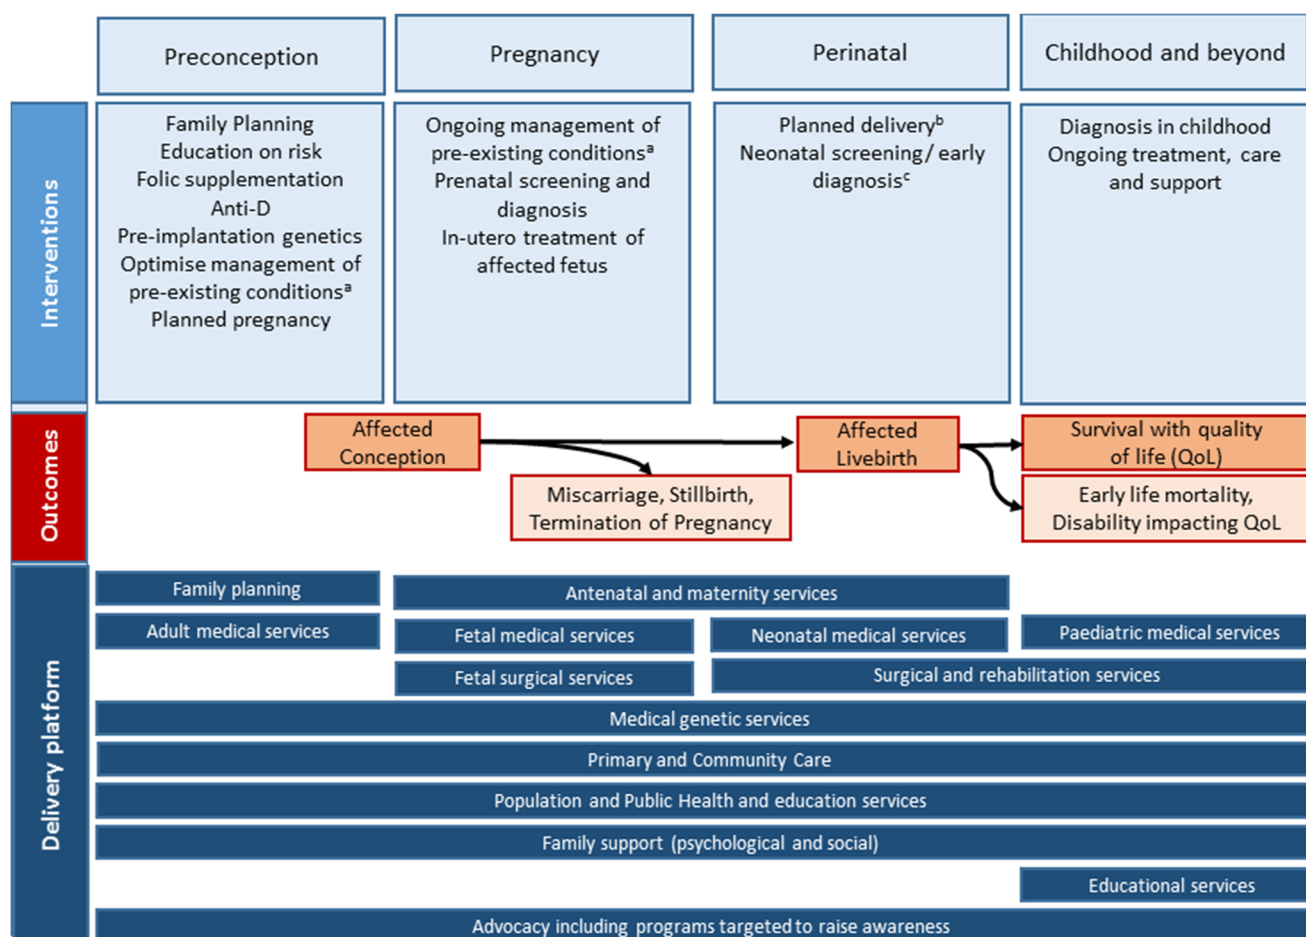 Preconception
Pregnancy
Perinatal
Childhood and beyond
Interventions
Family Planning
Education on risk
Folic supplementation
Anti-D
Pre-implantation genetics
Optimise management of
pre-existing conditionsᵃ
Planned pregnancy
Ongoing management of
pre-existing conditionsᵃ
Prenatal screening and
diagnosis
In-utero treatment of
affected fetus
Planned deliveryᵇ
Neonatal screening/ early
diagnosisᶜ
Diagnosis in childhood
Ongoing treatment, care
and support
Outcomes
Affected
Conception
Miscarriage, Stillbirth,
Termination of Pregnancy
Affected
Livebirth
Survival with quality
of life (QoL)
Early life mortality,
Disability impacting QoL
Delivery platform
Family planning
Antenatal and maternity services
Adult medical services
Fetal medical services
Neonatal medical services
Paediatric medical services
Fetal surgical services
Surgical and rehabilitation services
Medical genetic services
Primary and Community Care
Population and Public Health and education services
Family support (psychological and social)
Educational services
Advocacy including programs targeted to raise awareness